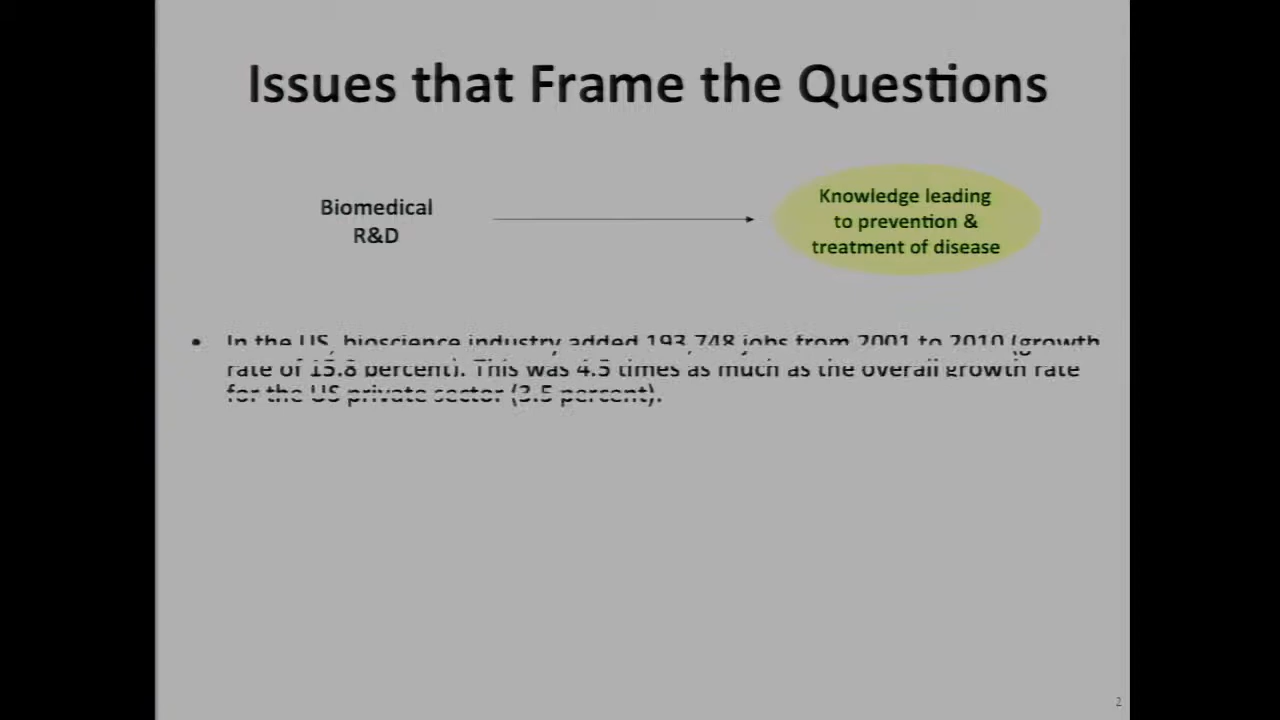 Issues that Frame the Questions
Biomedical
R&D
Knowledge leading
to prevention &
treatment of disease
• In the US, bioscience industry added 193,748 jobs from 2001 to 2010 (growth
rate of 15.8 percent). This was 4.5 times as much as the overall growth rate
for the US private sector (3.5 percent).
2